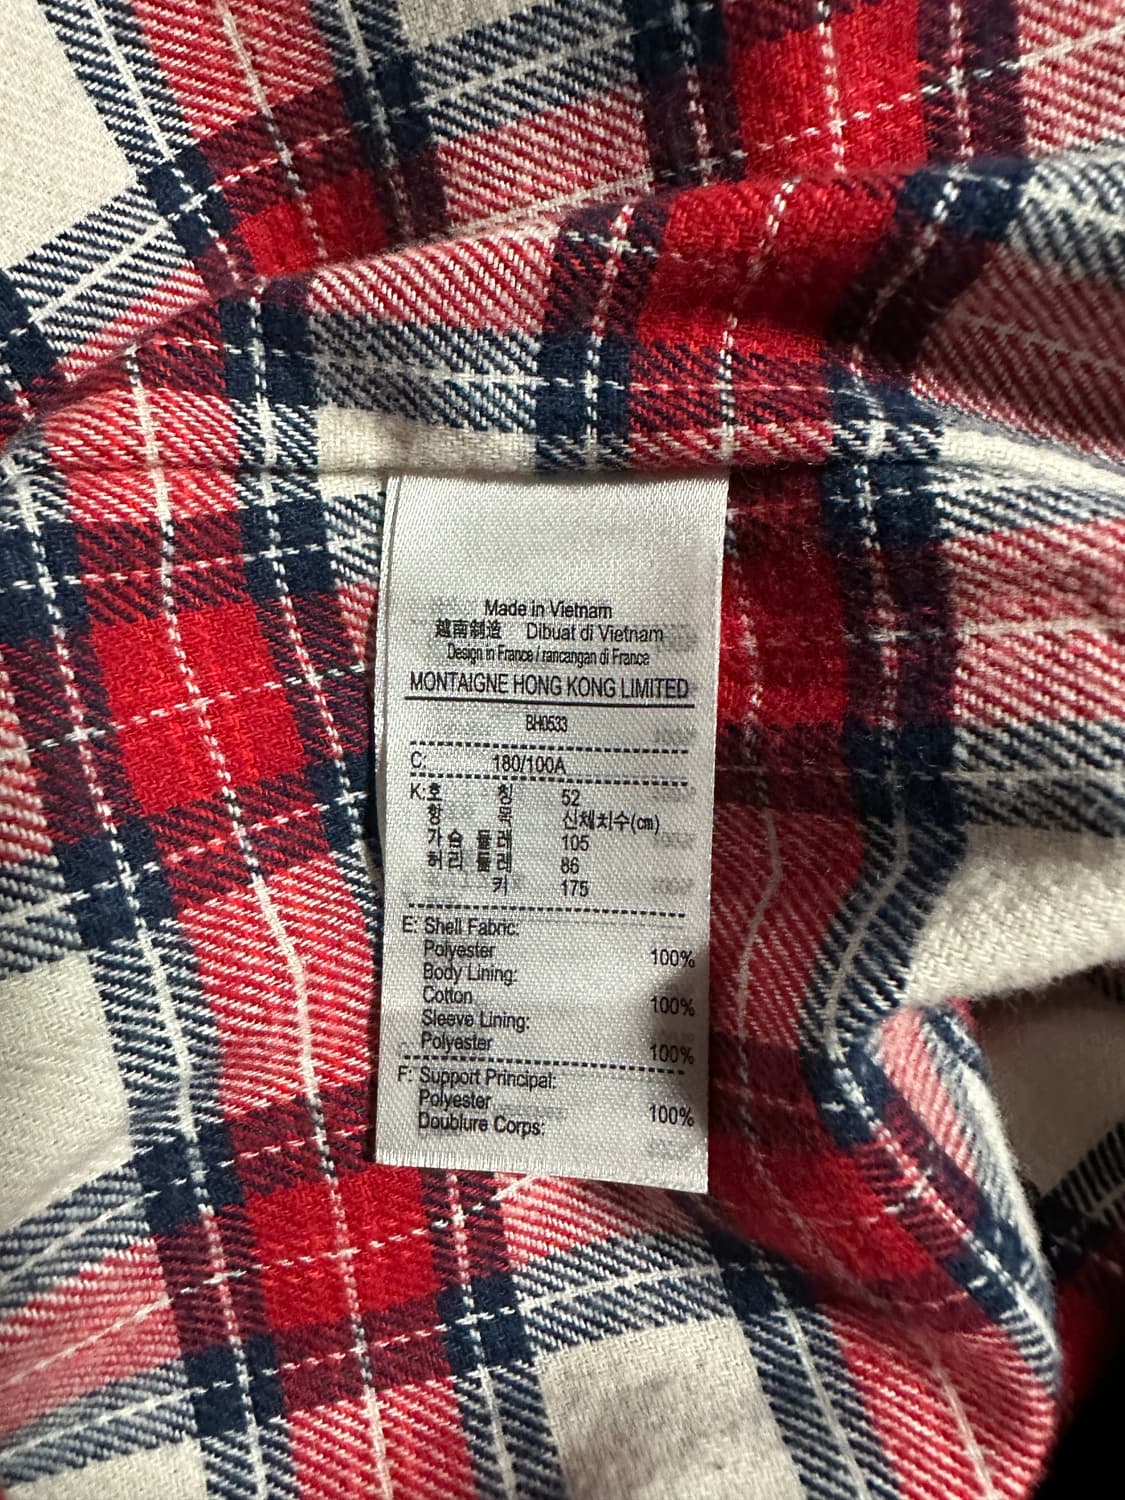 Made in Vietnam
越南制造 Dibuat di Vietnam
Design in France / rancangan di France
MONTAIGNE HONG KONG LIMITED
BH0533
C: 180/100A
K:호 칭 52
항 목 신체치수(cm)
가슴 둘레 105
허리 둘레 86
키 175
E: Shell Fabric:
Polyester 100%
Body Lining:
Cotton 100%
Sleeve Lining:
Polyester 100%
F: Support Principal:
Polyester 100%
Doublure Corps: